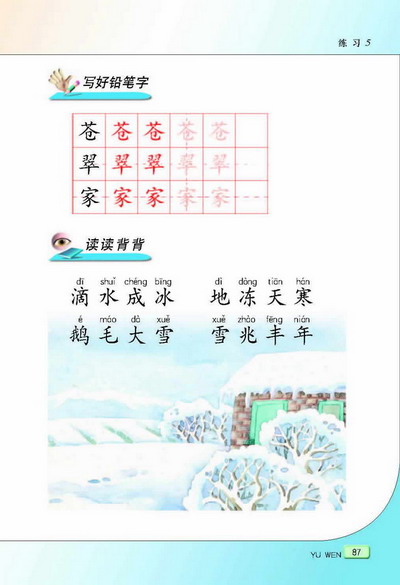 练习5
写好铅笔字
苍 苍 苍 苍 苍
翠 翠 翠 翠 翠
家 家 家 家 家
读读背背
dī shuǐ chéng bīng dì dòng tiān hán
滴水成冰 地冻天寒
é máo dà xuě xuě zhào fēng nián
鹅毛大雪 雪兆丰年
YU WEN 87